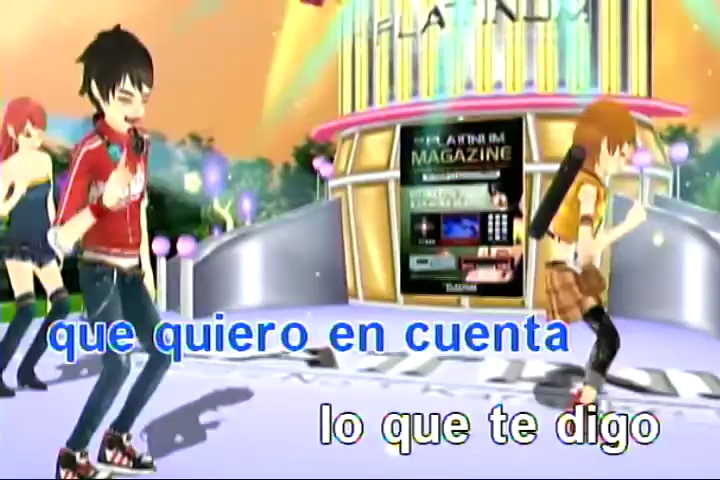 PLATINUM
PLATINUM
MAGAZINE
que quiero en cuenta
lo que te digo